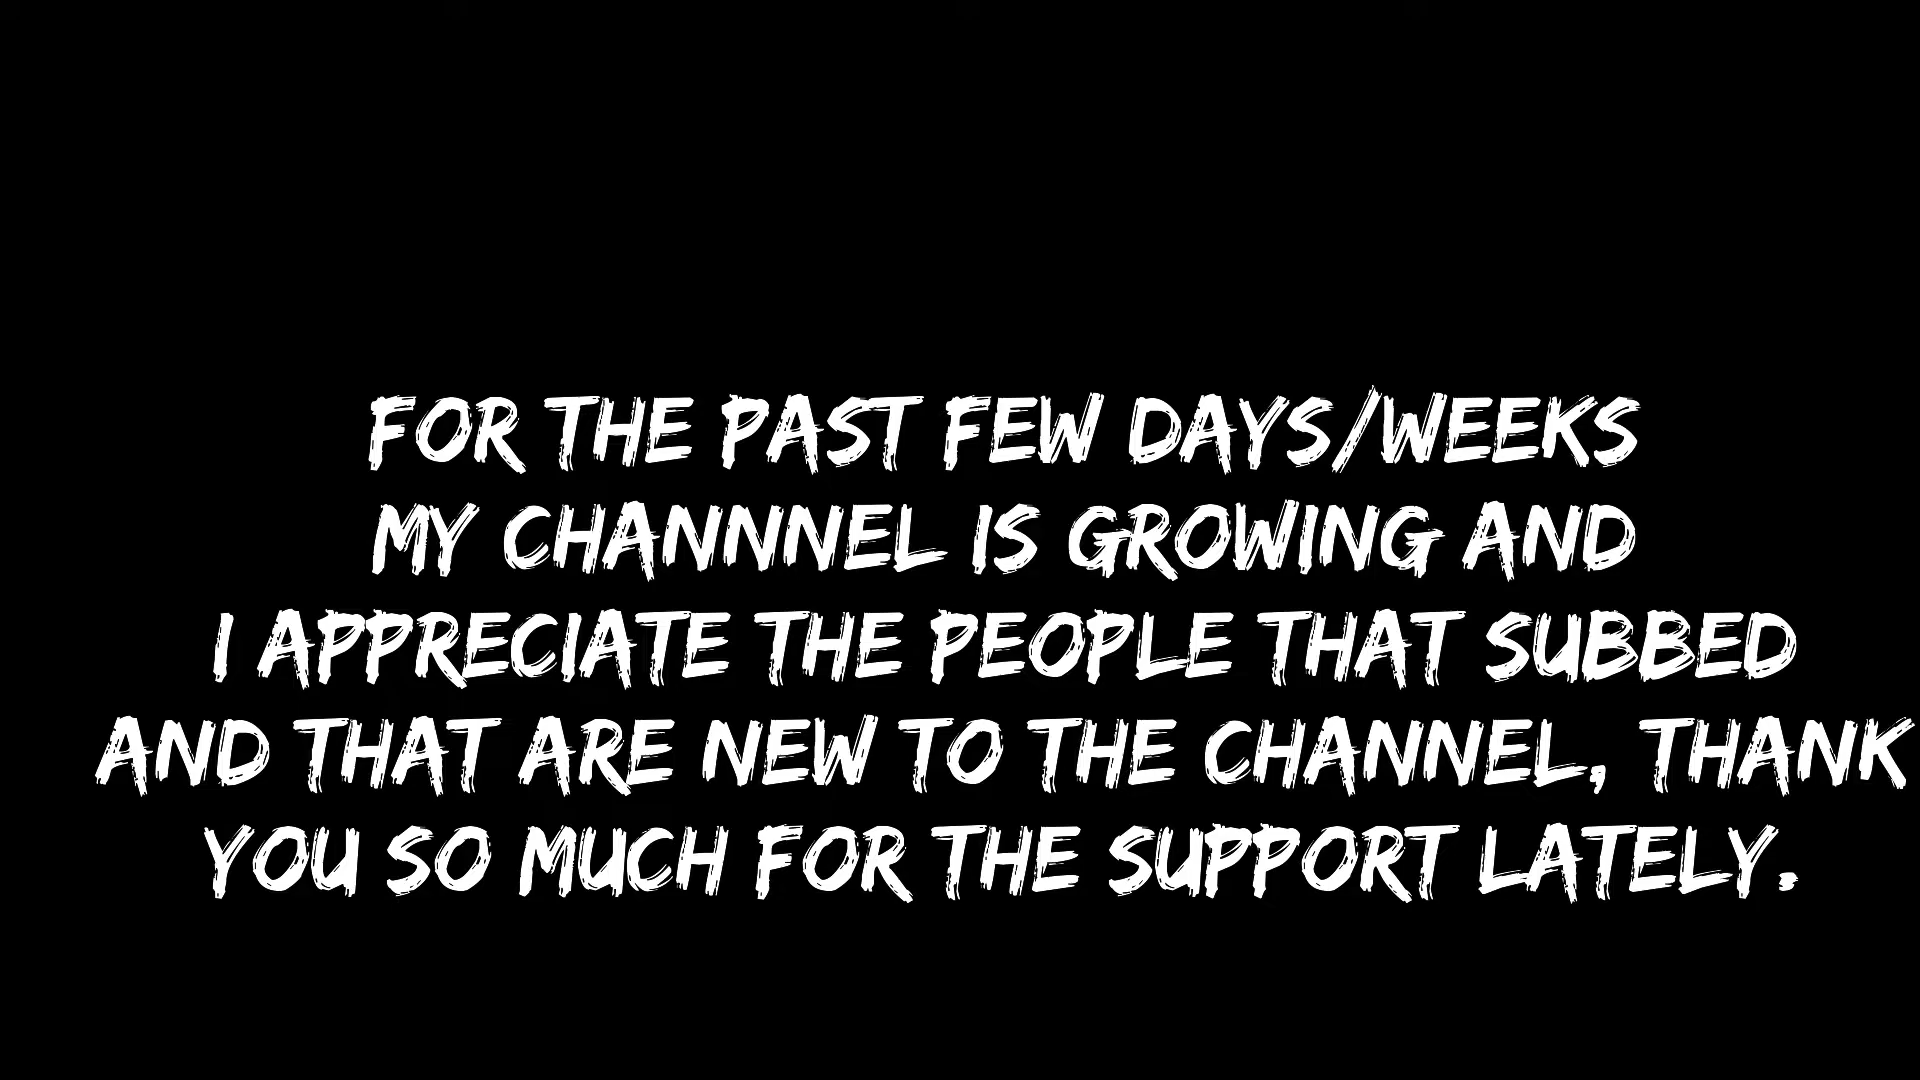 FOR THE PAST FEW DAYS/WEEKS
MY CHANNNEL IS GROWING AND
I APPRECIATE THE PEOPLE THAT SUBBED
AND THAT ARE NEW TO THE CHANNEL, THANK
YOU SO MUCH FOR THE SUPPORT LATELY.